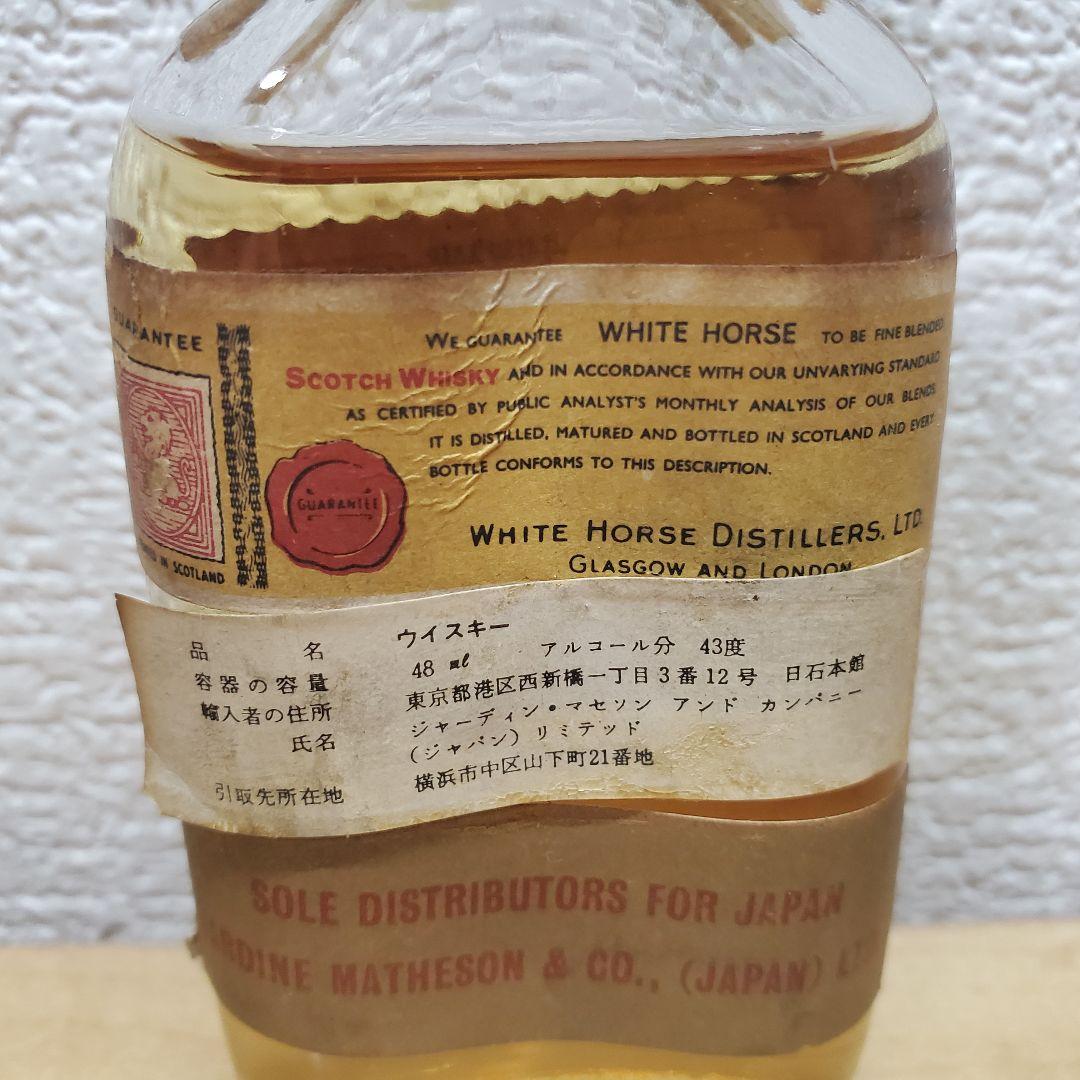 GUARANTEE
WE GUARANTEE WHITE HORSE TO BE FINE BLENDED
SCOTCH WHISKY AND IN ACCORDANCE WITH OUR UNVARYING STANDARD
AS CERTIFIED BY PUBLIC ANALYST'S MONTHLY ANALYSIS OF OUR BLENDS.
IT IS DISTILLED, MATURED AND BOTTLED IN SCOTLAND AND EVERY
BOTTLE CONFORMS TO THIS DESCRIPTION.
GUARANTEE
WHITE HORSE DISTILLERS, LTD.
GLASGOW AND LONDON
IN SCOTLAND
品名 ウイスキー
容器の容量 48 ml アルコール分 43度
輸入者の住所 東京都港区西新橋一丁目3番12号 日石本館
氏名 ジャーディン・マセソン アンド カンパニー
(ジャパン) リミテッド
引取先所在地 横浜市中区山下町21番地
SOLE DISTRIBUTORS FOR JAPAN
MATHESON & CO., (JAPAN)